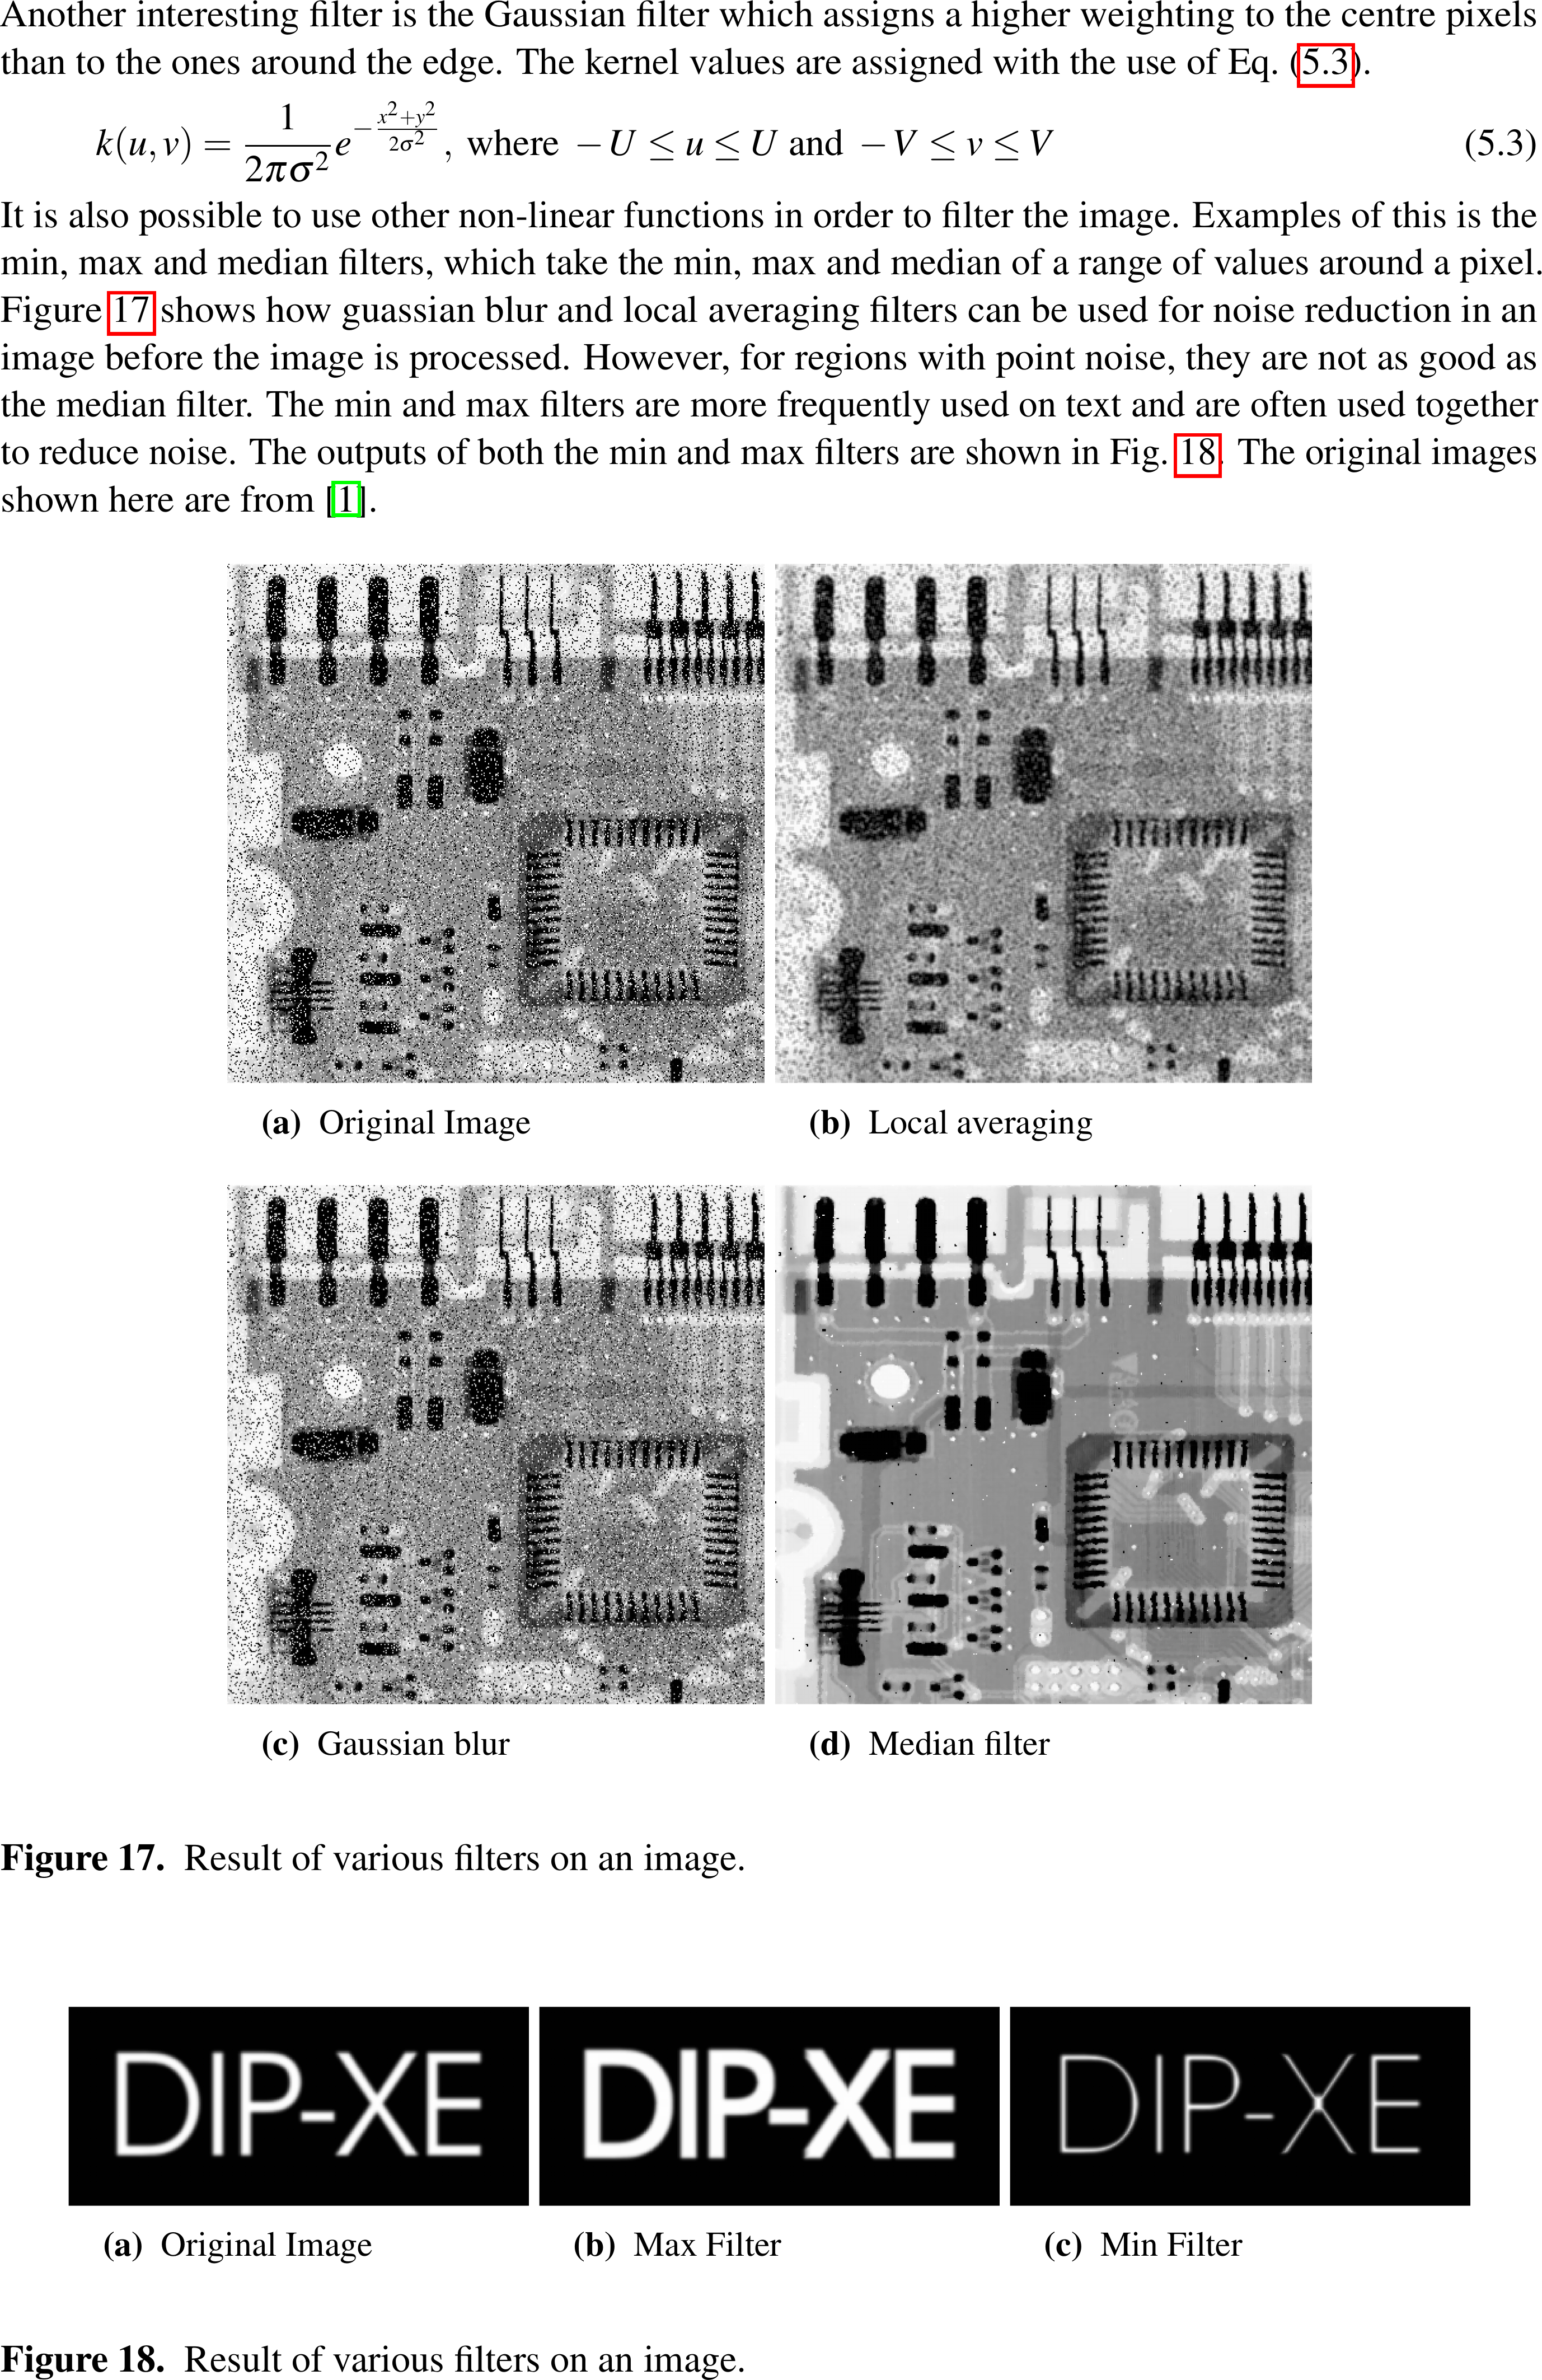 Another interesting filter is the Gaussian filter which assigns a higher weighting to the centre pixels
than to the ones around the edge. The kernel values are assigned with the use of Eq. (5.3).
k(u,v) = \frac{1}{2πσ^2} e^{-\frac{x^2+y^2}{2σ^2}}, where −U ≤ u ≤ U and −V ≤ v ≤ V (5.3)
It is also possible to use other non-linear functions in order to filter the image. Examples of this is the
min, max and median filters, which take the min, max and median of a range of values around a pixel.
Figure 17 shows how guassian blur and local averaging filters can be used for noise reduction in an
image before the image is processed. However, for regions with point noise, they are not as good as
the median filter. The min and max filters are more frequently used on text and are often used together
to reduce noise. The outputs of both the min and max filters are shown in Fig. 18. The original images
shown here are from [1].
(a) Original Image
(b) Local averaging
(c) Gaussian blur
(d) Median filter
Figure 17. Result of various filters on an image.
DIP-XE
DIP-XE
DIP-XE
(a) Original Image
(b) Max Filter
(c) Min Filter
Figure 18. Result of various filters on an image.